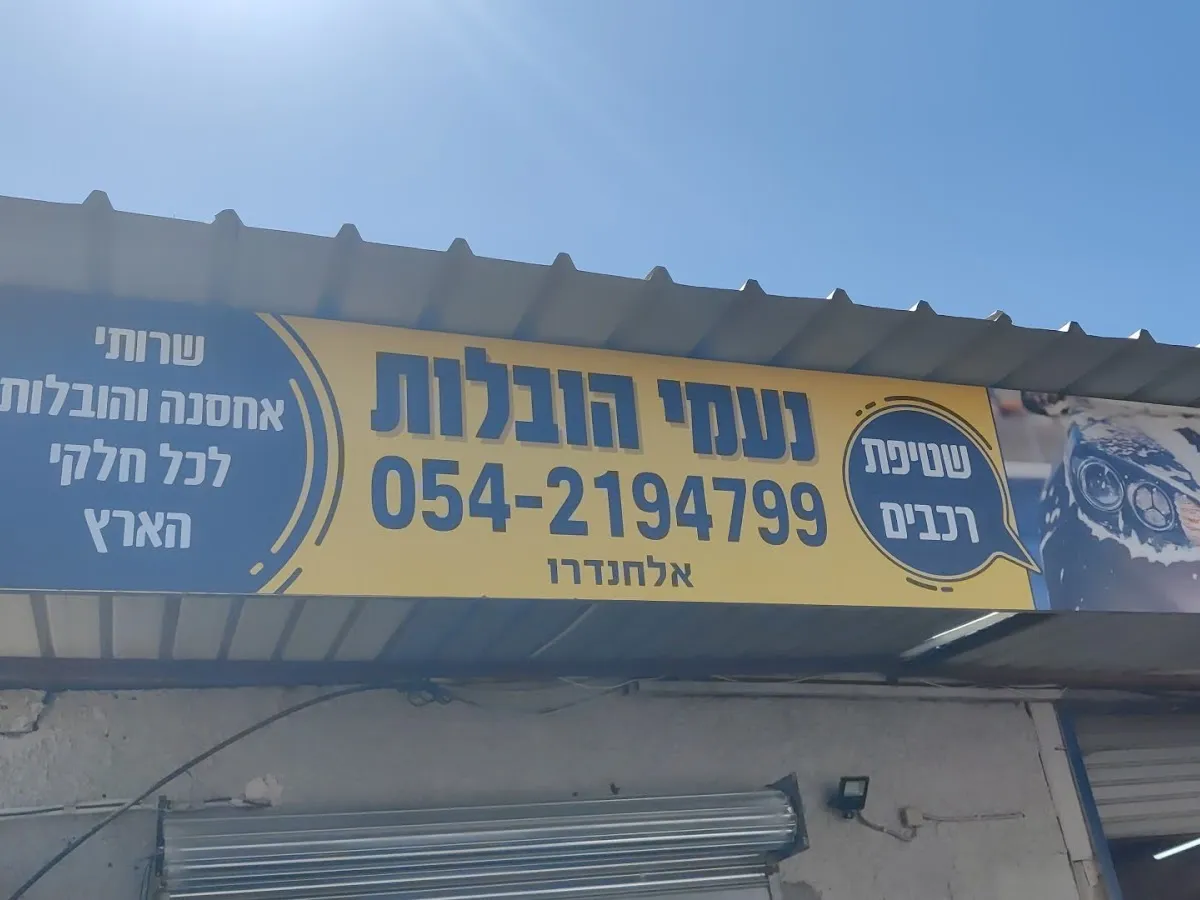 שטיפת
רכבים
נעמי הובלות
054-2194799
אלחנדרו
שרותי
אחסנה והובלות
לכל חלקי
הארץ